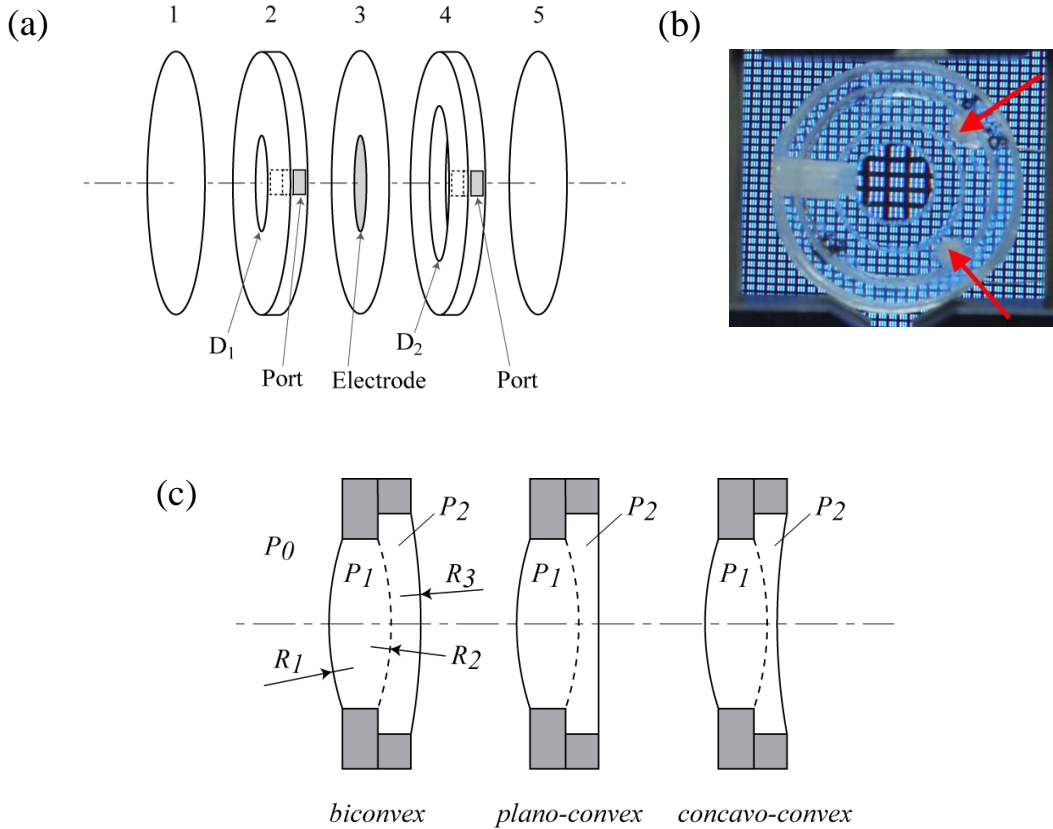 (a)
1 2 3 4 5
D1
Port
Electrode
D2
Port
(b)
(c)
P0
P1
P2
R1
R2
R3
P1
P2
P1
P2
biconvex
plano-convex
concavo-convex